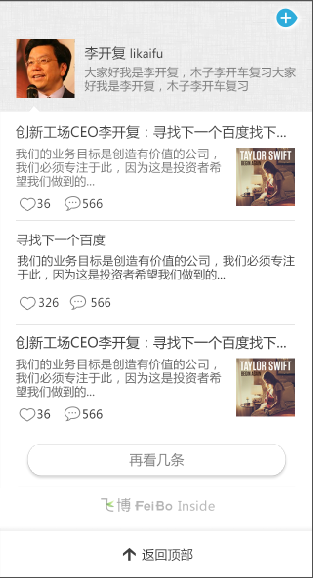 李开复 likaifu
大家好我是李开复，木子李开车复习大家
好我是李开复，木子李开车复习
创新工场CEO李开复：寻找下一个百度找下...
我们的业务目标是创造有价值的公司，
我们必须专注于此，因为这是投资者希
望我们做到的...
TAYLOR SWIFT
BEGIN AGAIN
36 566
寻找下一个百度
我们的业务目标是创造有价值的公司，我们必须专注
于此，因为这是投资者希望我们做到的...
326 566
创新工场CEO李开复：寻找下一个百度找下...
我们的业务目标是创造有价值的公司，
我们必须专注于此，因为这是投资者希
望我们做到的...
TAYLOR SWIFT
BEGIN AGAIN
36 566
再看几条
飞博 FeiBo Inside
返回顶部